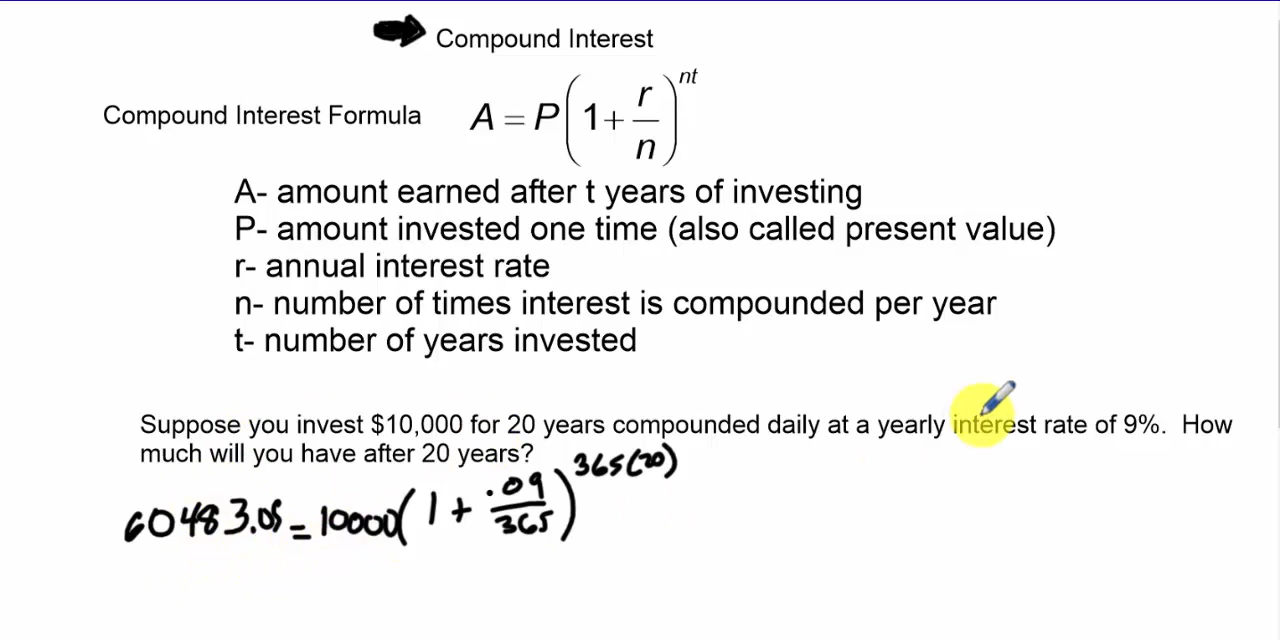 Compound Interest
Compound Interest Formula A = P(1 + r/n)^nt
A- amount earned after t years of investing
P- amount invested one time (also called present value)
r- annual interest rate
n- number of times interest is compounded per year
t- number of years invested
Suppose you invest $10,000 for 20 years compounded daily at a yearly interest rate of 9%. How
much will you have after 20 years?
60483.05 = 10000(1 + .09/365)^365(20)